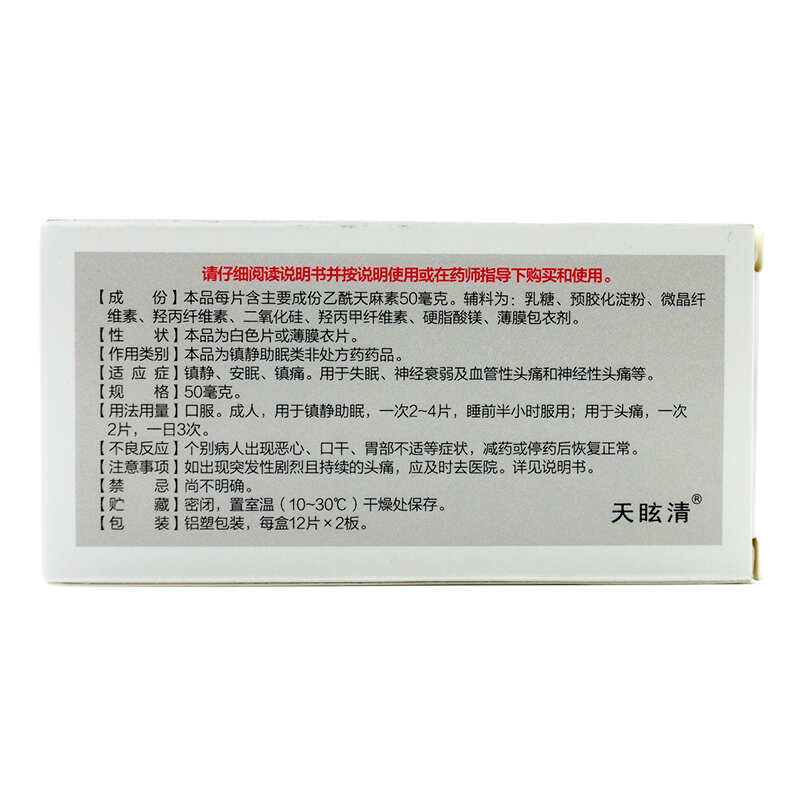 请仔细阅读说明书并按说明使用或在药师指导下购买和使用。
【成 份】本品每片含主要成份乙酰天麻素50毫克。辅料为：乳糖、预胶化淀粉、微晶纤
维素、羟丙纤维素、二氧化硅、羟丙甲纤维素、硬脂酸镁、薄膜包衣剂。
【性 状】本品为白色片或薄膜衣片。
【作用类别】本品为镇静助眠类非处方药药品。
【适 应 症】镇静、安眠、镇痛。用于失眠、神经衰弱及血管性头痛和神经性头痛等。
【规 格】50毫克。
【用法用量】口服。成人，用于镇静助眠，一次2~4片，睡前半小时服用；用于头痛，一次
2片，一日3次。
【不良反应】个别病人出现恶心、口干、胃部不适等症状，减药或停药后恢复正常。
【注意事项】如出现突发性剧烈且持续的头痛，应及时去医院。详见说明书。
【禁 忌】尚不明确。
【贮 藏】密闭，置室温（10~30℃）干燥处保存。
【包 装】铝塑包装，每盒12片×2板。
天眩清®